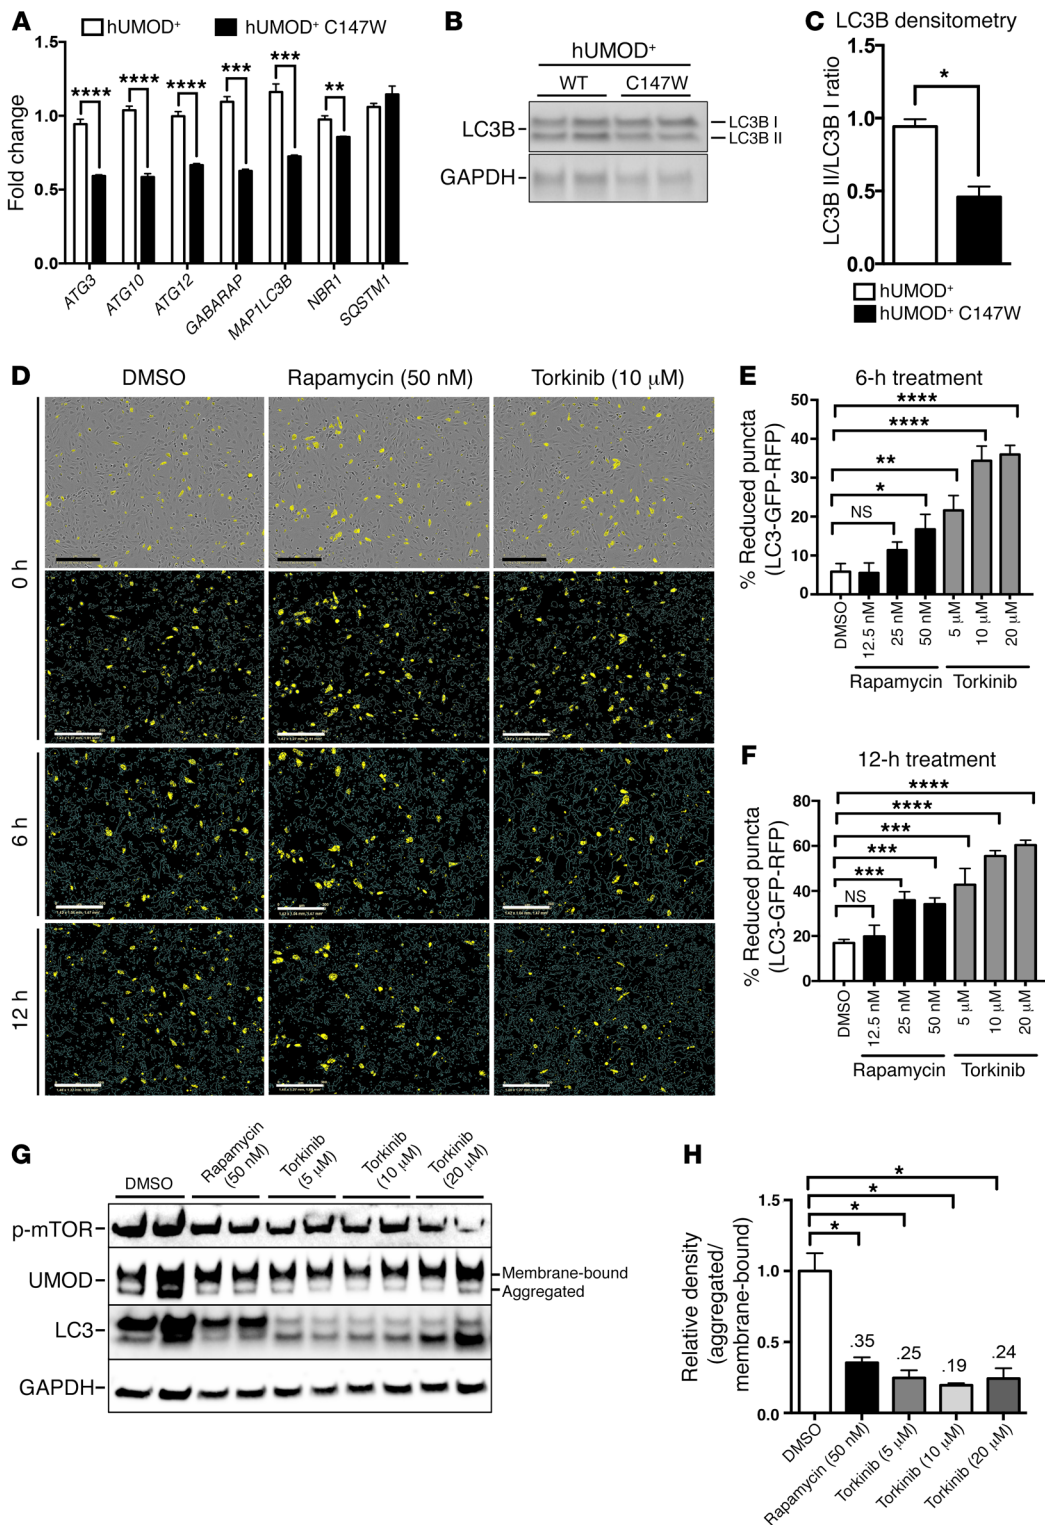 A
hUMOD⁺
hUMOD⁺ C147W
Fold change
1.5
1.0
0.5
0.0
****
****
****
***
***
**
ATG3
ATG10
ATG12
GABARAP
MAP1LC3B
NBR1
SQSTM1
B
hUMOD⁺
WT
C147W
LC3B
LC3B I
LC3B II
GAPDH
C
LC3B densitometry
LC3B II/LC3B I ratio
1.5
1.0
0.5
0.0
*
hUMOD⁺
hUMOD⁺ C147W
D
DMSO
Rapamycin (50 nM)
Torkinib (10 µM)
0 h
6 h
12 h
E
6-h treatment
% Reduced puncta
(LC3-GFP-RFP)
50
40
30
20
10
0
****
****
**
*
NS
DMSO
12.5 nM
25 nM
50 nM
5 µM
10 µM
20 µM
Rapamycin
Torkinib
F
12-h treatment
% Reduced puncta
(LC3-GFP-RFP)
80
60
40
20
0
****
****
***
***
***
NS
DMSO
12.5 nM
25 nM
50 nM
5 µM
10 µM
20 µM
Rapamycin
Torkinib
G
DMSO
Rapamycin
(50 nM)
Torkinib
(5 µM)
Torkinib
(10 µM)
Torkinib
(20 µM)
p-mTOR
UMOD
Membrane-bound
Aggregated
LC3
GAPDH
H
Relative density
(aggregated/
membrane-bound)
1.5
1.0
0.5
0.0
*
*
*
*
.35
.25
.19
.24
DMSO
Rapamycin (50 nM)
Torkinib (5 µM)
Torkinib (10 µM)
Torkinib (20 µM)